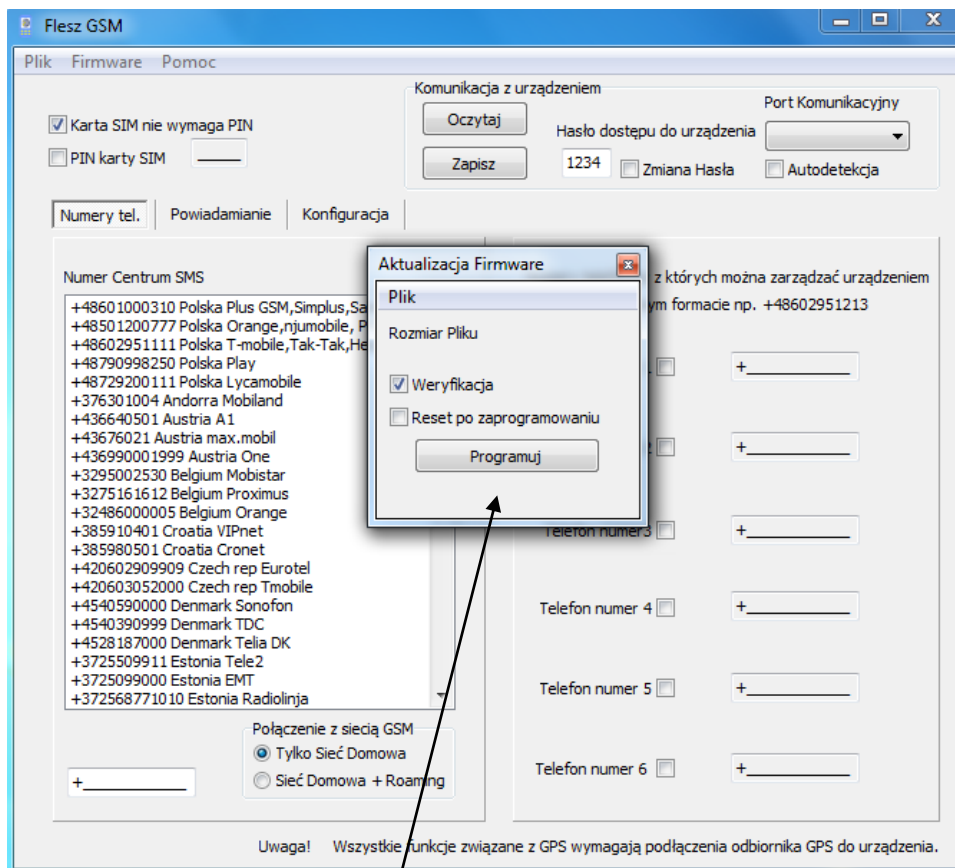 Flesz GSM
Plik Firmware Pomoc
Karta SIM nie wymaga PIN
PIN karty SIM _____
Komunikacja z urządzeniem
Oczytaj
Zapisz
Hasło dostępu do urządzenia
1234 Zmiana Hasła
Port Komunikacyjny
Autodetekcja
Numery tel. Powiadamianie Konfiguracja
Numer Centrum SMS
+48601000310 Polska Plus GSM,Simplus,Sa
+48501200777 Polska Orange,njumobile, P
+48602951111 Polska T-mobile,Tak-Tak,He
+48790998250 Polska Play
+48729200111 Polska Lycamobile
+376301004 Andorra Mobiland
+436640501 Austria A1
+43676021 Austria max.mobil
+436990001999 Austria One
+3295002530 Belgium Mobistar
+3275161612 Belgium Proximus
+32486000005 Belgium Orange
+385910401 Croatia VIPnet
+385980501 Croatia Cronet
+420602909909 Czech rep Eurotel
+420603052000 Czech rep Tmobile
+4540590000 Denmark Sonofon
+4540390999 Denmark TDC
+4528187000 Denmark Telia DK
+3725509911 Estonia Tele2
+3725099000 Estonia EMT
+372568771010 Estonia Radiolinja
+__________
Połączenie z siecią GSM
Tylko Sieć Domowa
Sieć Domowa + Roaming
Aktualizacja Firmware
Plik
Rozmiar Pliku
Weryfikacja
Reset po zaprogramowaniu
Programuj
z których można zarządzać urządzeniem
ym formacie np. +48602951213
+__________
+__________
Telefon numer3 +__________
Telefon numer 4 +__________
Telefon numer 5 +__________
Telefon numer 6 +__________
Uwaga! Wszystkie funkcje związane z GPS wymagają podłączenia odbiornika GPS do urządzenia.